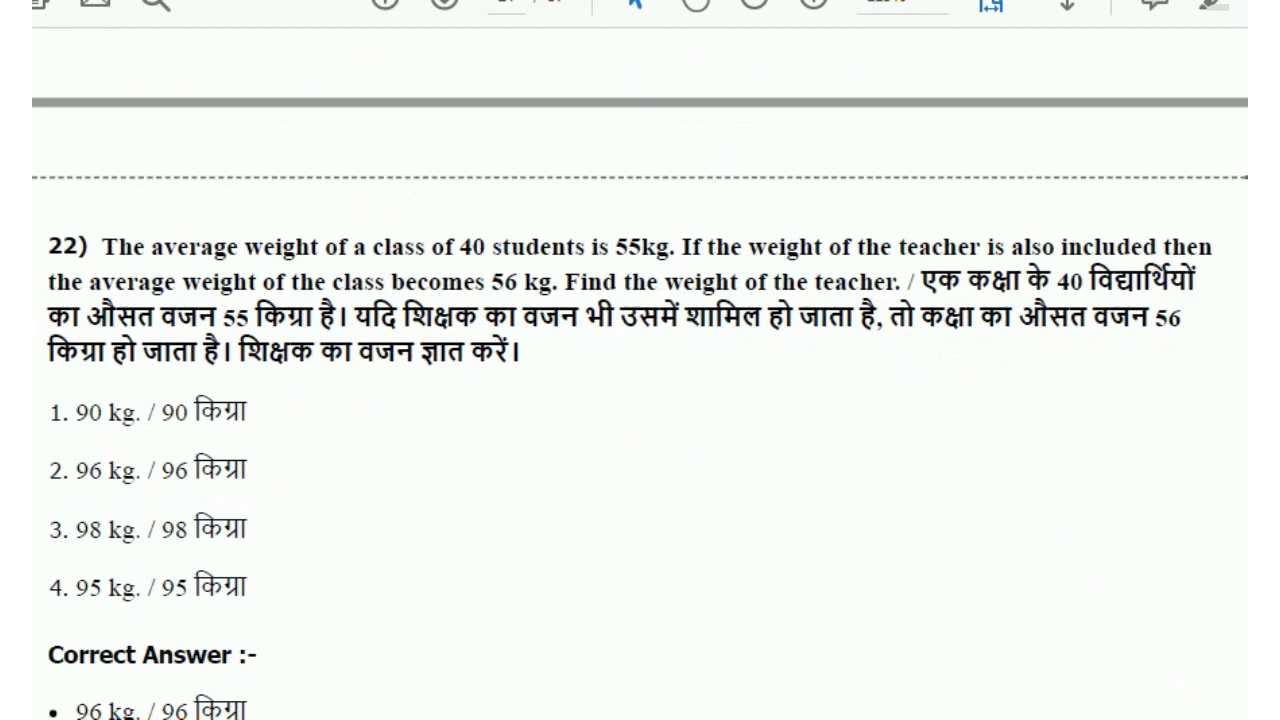 22) The average weight of a class of 40 students is 55kg. If the weight of the teacher is also included then
the average weight of the class becomes 56 kg. Find the weight of the teacher. / एक कक्षा के 40 विद्यार्थियों
का औसत वजन 55 किग्रा है। यदि शिक्षक का वजन भी उसमें शामिल हो जाता है, तो कक्षा का औसत वजन 56
किग्रा हो जाता है। शिक्षक का वजन ज्ञात करें।
1. 90 kg. / 90 किग्रा
2. 96 kg. / 96 किग्रा
3. 98 kg. / 98 किग्रा
4. 95 kg. / 95 किग्रा
Correct Answer :-
• 96 kg. / 96 किग्रा